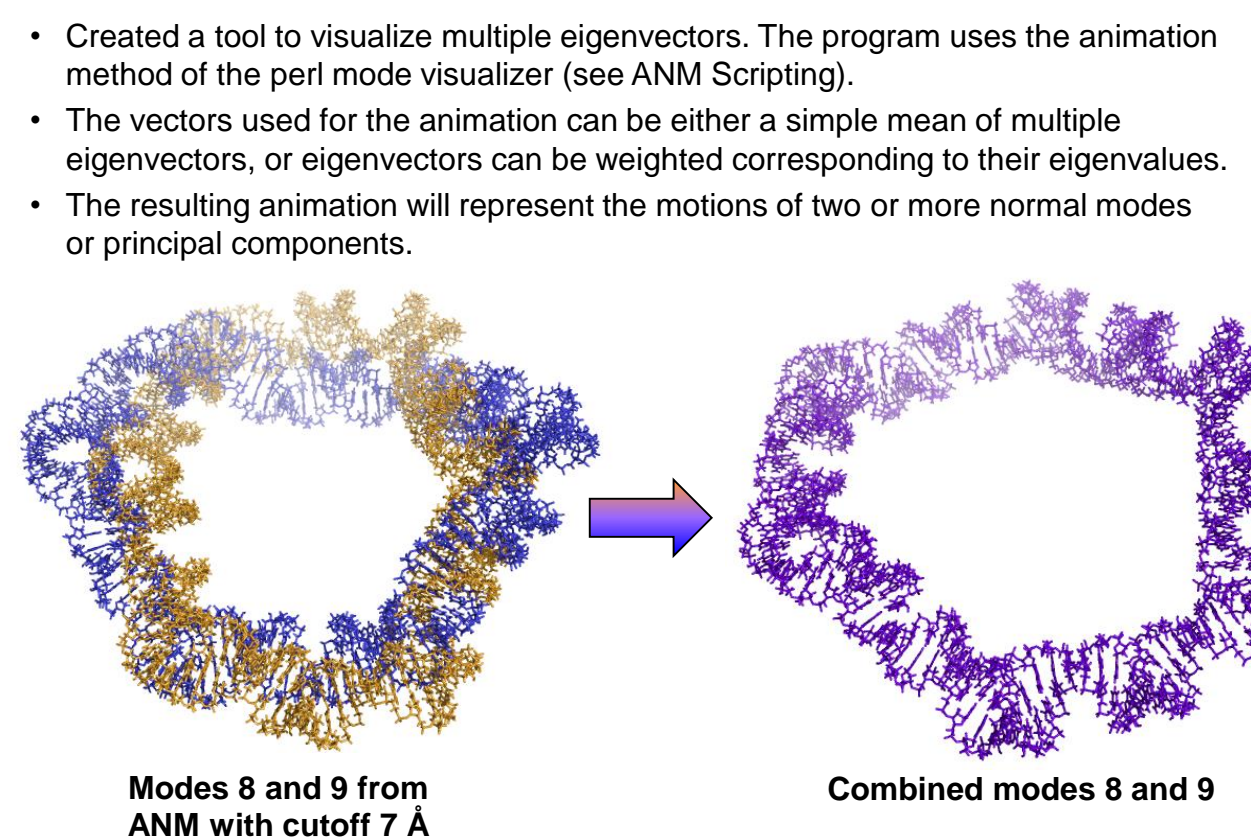 • Created a tool to visualize multiple eigenvectors. The program uses the animation
method of the perl mode visualizer (see ANM Scripting).
• The vectors used for the animation can be either a simple mean of multiple
eigenvectors, or eigenvectors can be weighted corresponding to their eigenvalues.
• The resulting animation will represent the motions of two or more normal modes
or principal components.
Modes 8 and 9 from
ANM with cutoff 7 Å
Combined modes 8 and 9